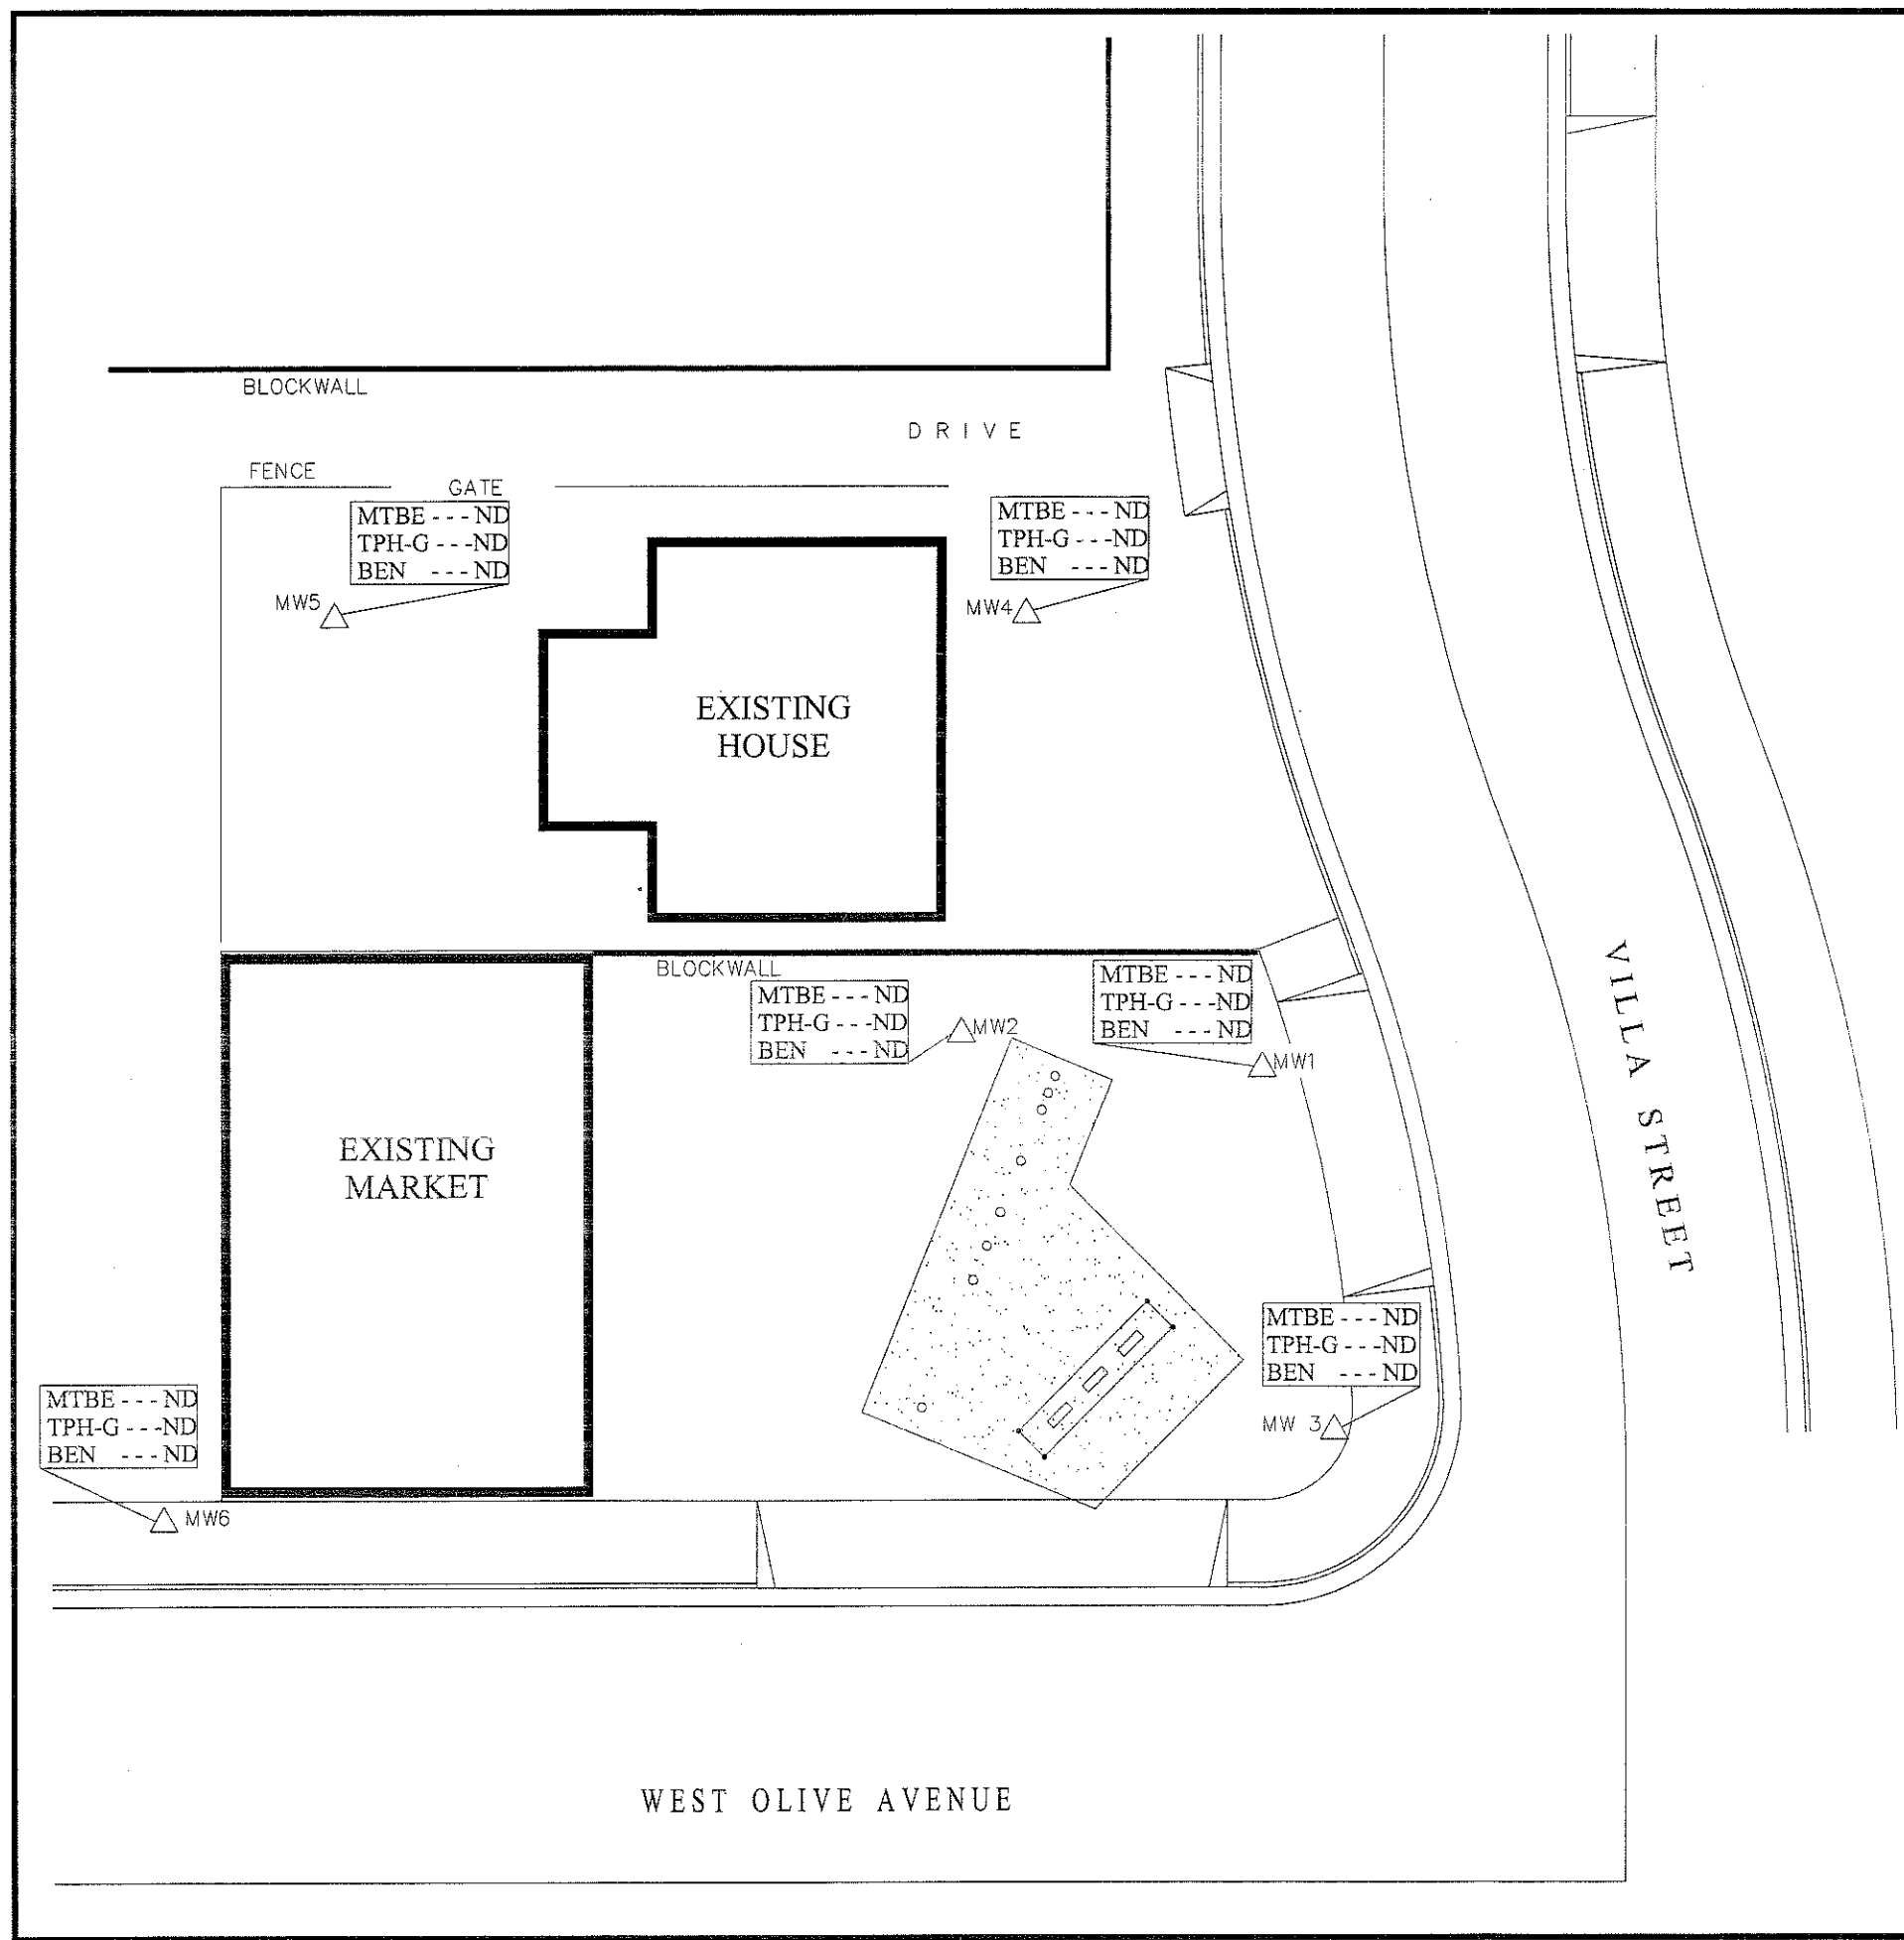 BLOCKWALL
DRIVE
FENCE
GATE
MTBE---ND
TPH-G---ND
BEN ---ND
MW5
MTBE---ND
TPH-G---ND
BEN ---ND
MW4
EXISTING
HOUSE
BLOCKWALL
MTBE---ND
TPH-G---ND
BEN ---ND
MW2
MTBE---ND
TPH-G---ND
BEN ---ND
MW1
VILLA STREET
EXISTING
MARKET
MTBE---ND
TPH-G---ND
BEN ---ND
MW 3
MTBE---ND
TPH-G---ND
BEN ---ND
MW6
WEST OLIVE AVENUE